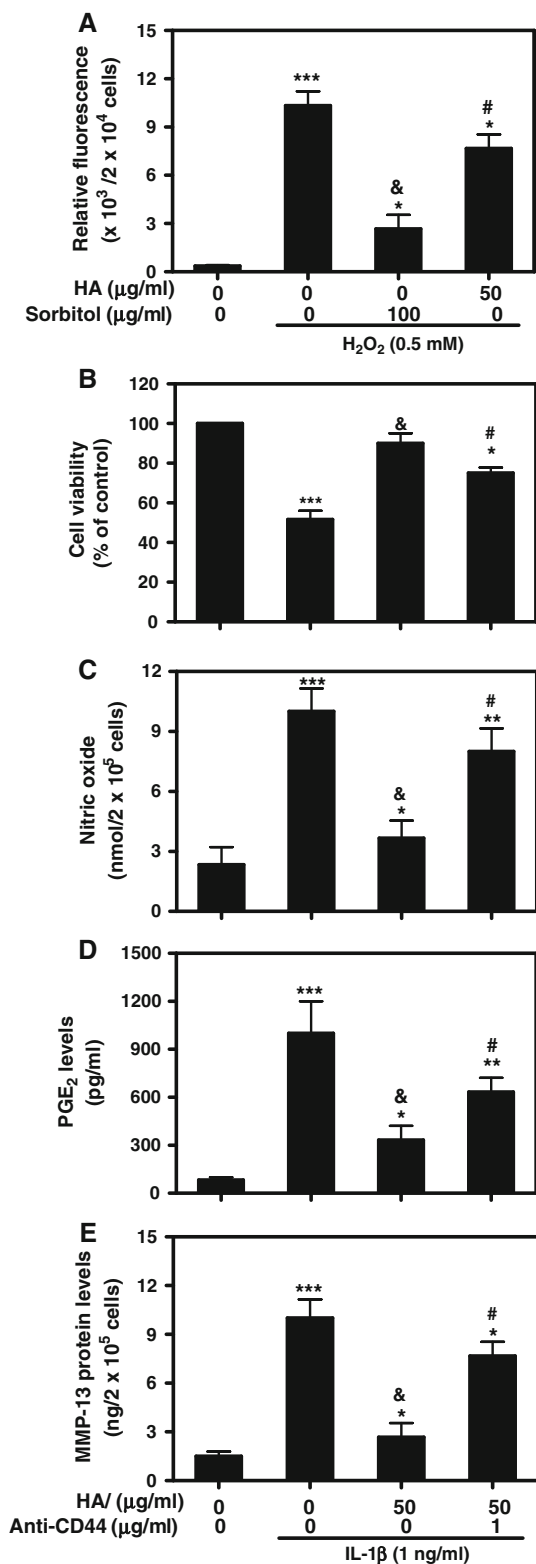 A
Relative fluorescence
(x 10³ /2 x 10⁴ cells)
15
12
9
6
3
0
***
&
*
#
*
HA (μg/ml) 0 0 0 50
Sorbitol (μg/ml) 0 0 100 0
H₂O₂ (0.5 mM)
B
Cell viability
(% of control)
120
100
80
60
40
20
0
***
&
#
*
C
Nitric oxide
(nmol/2 x 10⁵ cells)
12
9
6
3
0
***
&
*
#
**
D
PGE₂ levels
(pg/ml)
1500
1200
900
600
300
0
***
&
*
#
**
E
MMP-13 protein levels
(ng/2 x 10⁵ cells)
15
12
9
6
3
0
***
&
*
#
*
HA/ (μg/ml) 0 0 50 50
Anti-CD44 (μg/ml) 0 0 0 1
IL-1β (1 ng/ml)